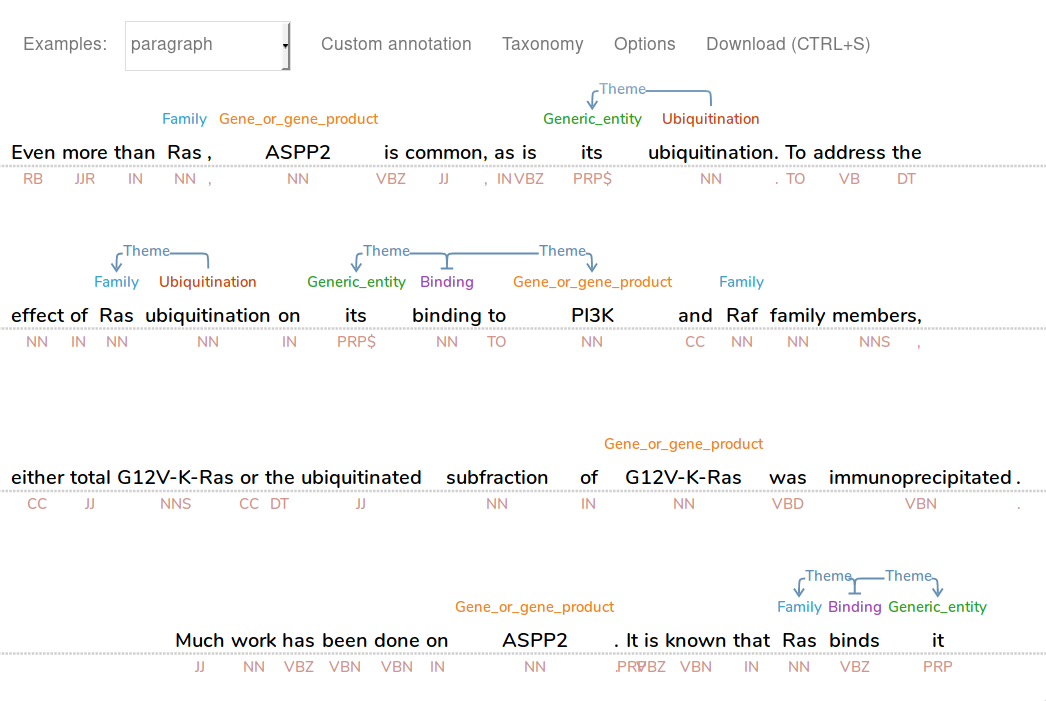 Examples: paragraph Custom annotation Taxonomy Options Download (CTRL+S)
Theme
Family Gene_or_gene_product Generic_entity Ubiquitination
Even more than Ras , ASPP2 is common, as is its ubiquitination. To address the
RB JJR IN NN , NN VBZ JJ , IN VBZ PRP$ NN . TO VB DT
Theme Theme Theme
Family Ubiquitination Generic_entity Binding Gene_or_gene_product Family
effect of Ras ubiquitination on its binding to PI3K and Raf family members,
NN IN NN NN IN PRP$ NN TO NN CC NN NN NNS ,
Gene_or_gene_product
either total G12V-K-Ras or the ubiquitinated subfraction of G12V-K-Ras was immunoprecipitated .
CC JJ NNS CC DT JJ NN IN NN VBD VBN .
Theme Theme
Gene_or_gene_product Family Binding Generic_entity
Much work has been done on ASPP2 . It is known that Ras binds it
JJ NN VBZ VBN VBN IN NN . PRP VBZ VBN IN NN VBZ PRP